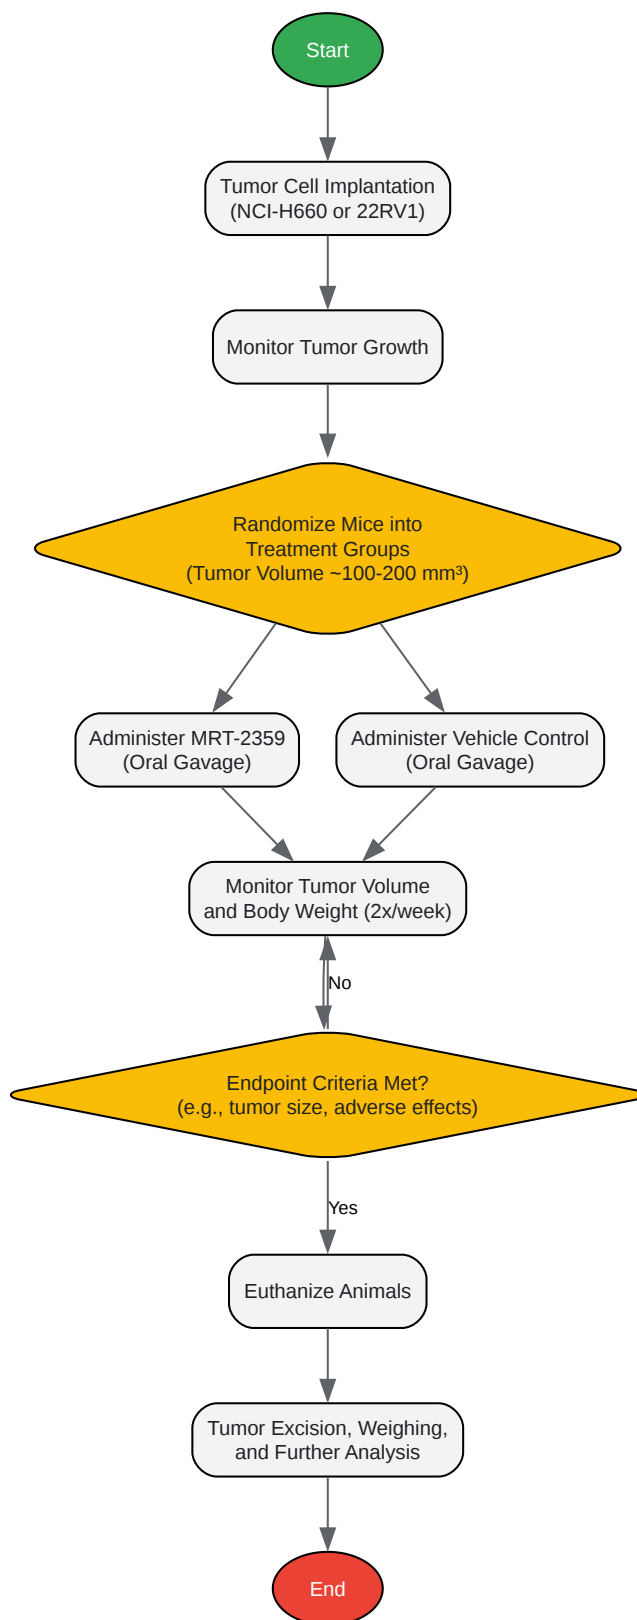 Start
Tumor Cell Implantation
(NCI-H660 or 22RV1)
Monitor Tumor Growth
Randomize Mice into
Treatment Groups
(Tumor Volume ~100-200 mm³)
Administer MRT-2359
(Oral Gavage)
Administer Vehicle Control
(Oral Gavage)
Monitor Tumor Volume
and Body Weight (2x/week)
No
Endpoint Criteria Met?
(e.g., tumor size, adverse effects)
Yes
Euthanize Animals
Tumor Excision, Weighing,
and Further Analysis
End